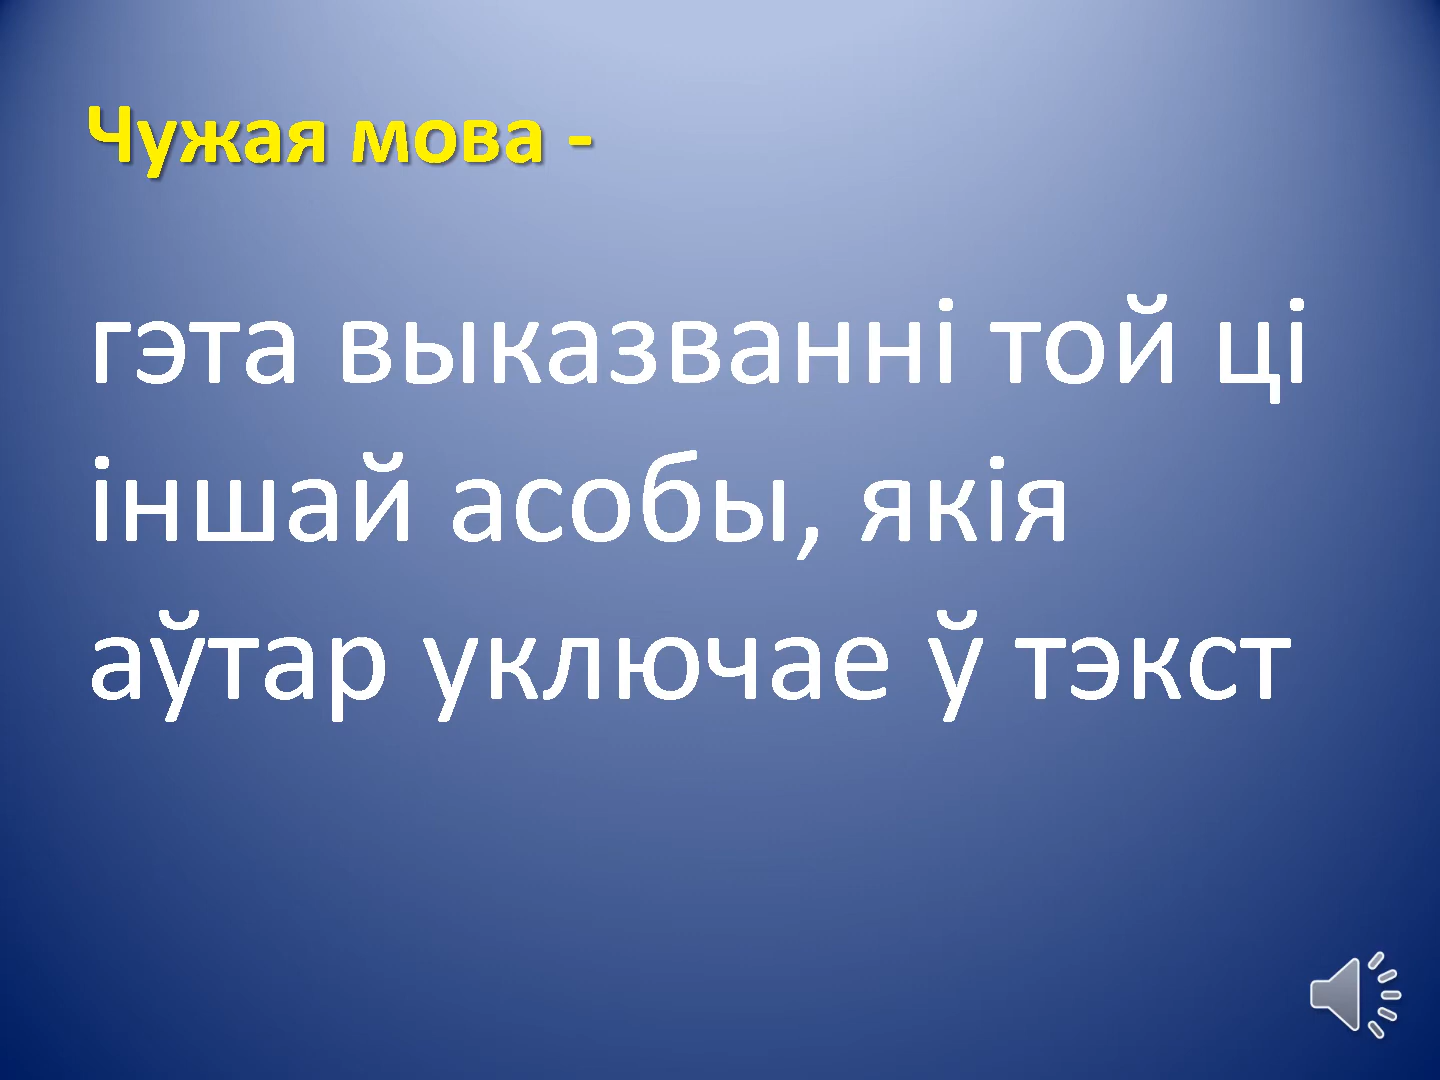 Чужая мова -
гэта выказванні той ці
іншай асобы, якія
аўтар уключае ў тэкст